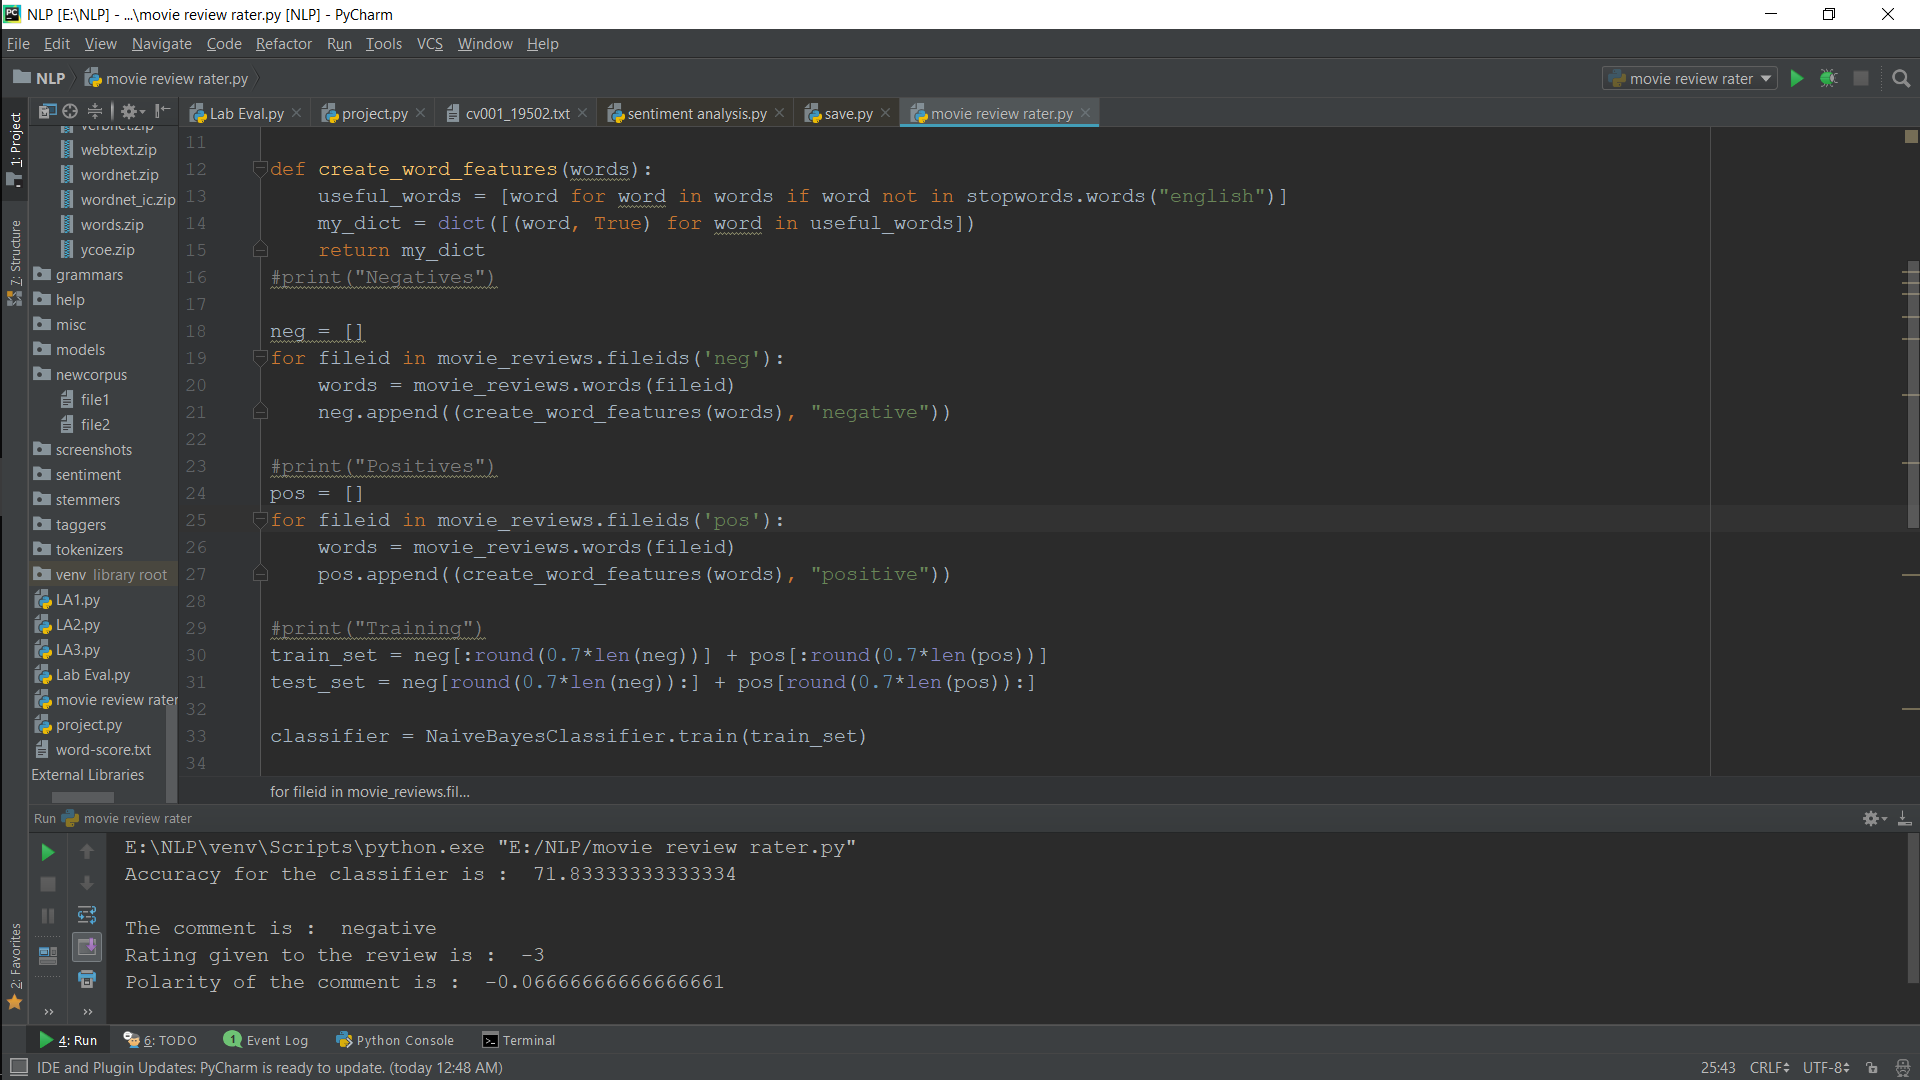 NLP [E:\NLP] - ...\movie review rater.py [NLP] - PyCharm
File Edit View Navigate Code Refactor Run Tools VCS Window Help
NLP movie review rater.py movie review rater
1: Project
7: Structure
2: Favorites
webtext.zip
wordnet.zip
wordnet_ic.zip
words.zip
ycoe.zip
grammars
help
misc
models
newcorpus
file1
file2
screenshots
sentiment
stemmers
taggers
tokenizers
venv library root
LA1.py
LA2.py
LA3.py
Lab Eval.py
movie review rater
project.py
word-score.txt
External Libraries
Lab Eval.py project.py cv001_19502.txt sentiment analysis.py save.py movie review rater.py
11
12 def create_word_features(words):
13 useful_words = [word for word in words if word not in stopwords.words("english")]
14 my_dict = dict([(word, True) for word in useful_words])
15 return my_dict
16 #print("Negatives")
17
18 neg = []
19 for fileid in movie_reviews.fileids('neg'):
20 words = movie_reviews.words(fileid)
21 neg.append((create_word_features(words), "negative"))
22
23 #print("Positives")
24 pos = []
25 for fileid in movie_reviews.fileids('pos'):
26 words = movie_reviews.words(fileid)
27 pos.append((create_word_features(words), "positive"))
28
29 #print("Training")
30 train_set = neg[:round(0.7*len(neg))] + pos[:round(0.7*len(pos))]
31 test_set = neg[round(0.7*len(neg)):] + pos[round(0.7*len(pos)):]
32
33 classifier = NaiveBayesClassifier.train(train_set)
34
for fileid in movie_reviews.fil...
Run movie review rater
E:\NLP\venv\Scripts\python.exe "E:/NLP/movie review rater.py"
Accuracy for the classifier is : 71.83333333333334
The comment is : negative
Rating given to the review is : -3
Polarity of the comment is : -0.06666666666666661
4: Run 6: TODO 1 Event Log Python Console Terminal
IDE and Plugin Updates: PyCharm is ready to update. (today 12:48 AM) 25:43 CRLF UTF-8